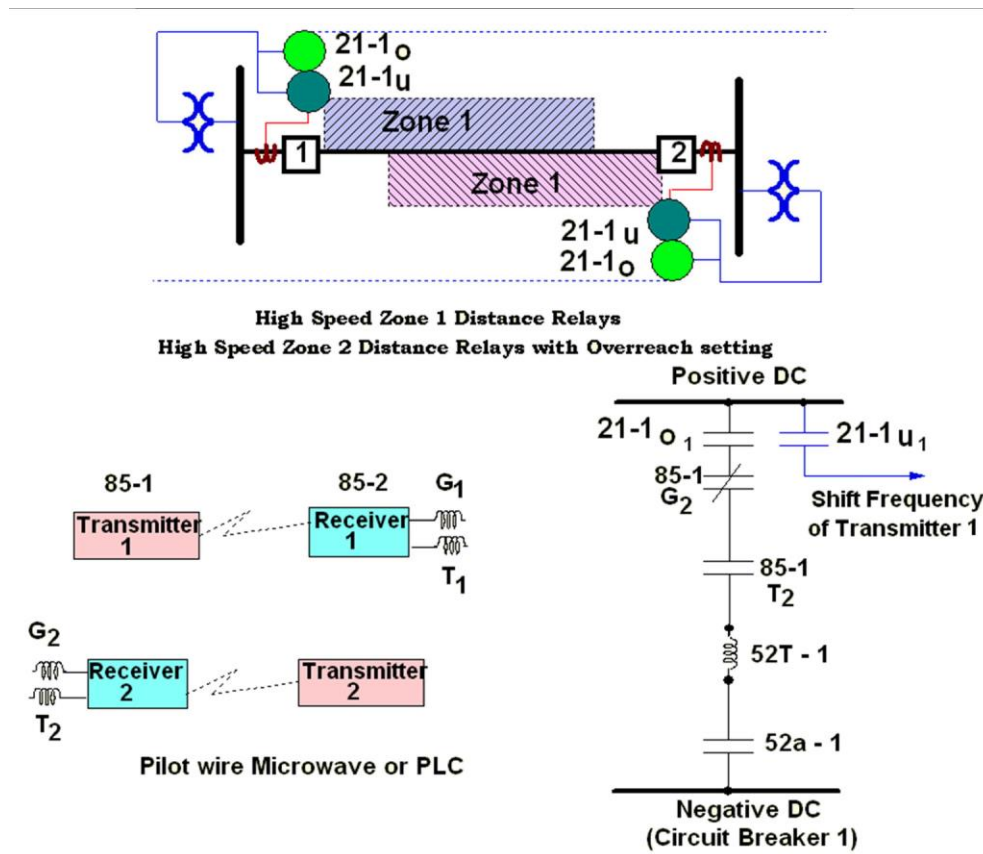 21-1o
21-1u
Zone 1
1
2
Zone 1
21-1u
21-1o
High Speed Zone 1 Distance Relays
High Speed Zone 2 Distance Relays with Overreach setting
Positive DC
21-1 o 1
21-1 u1
85-1
G2
Shift Frequency
of Transmitter 1
85-1
T2
52T - 1
52a - 1
Negative DC
(Circuit Breaker 1)
85-1
85-2
G1
Transmitter
1
Receiver
1
T1
G2
Receiver
2
Transmitter
2
T2
Pilot wire Microwave or PLC